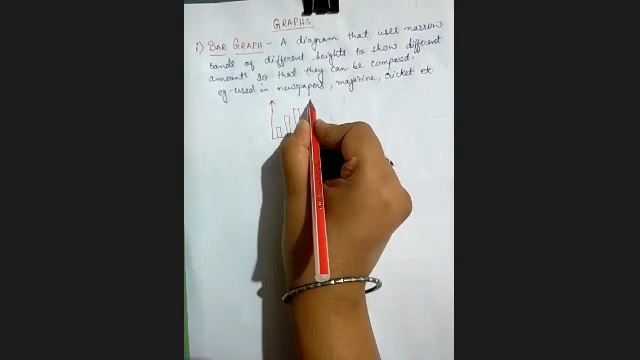 GRAPHS
i) BAR GRAPH - A diagram that uses narrow
bands of different heights to show different
amounts so that they can be compared.
eg - used in newspapers, magazine, cricket etc.